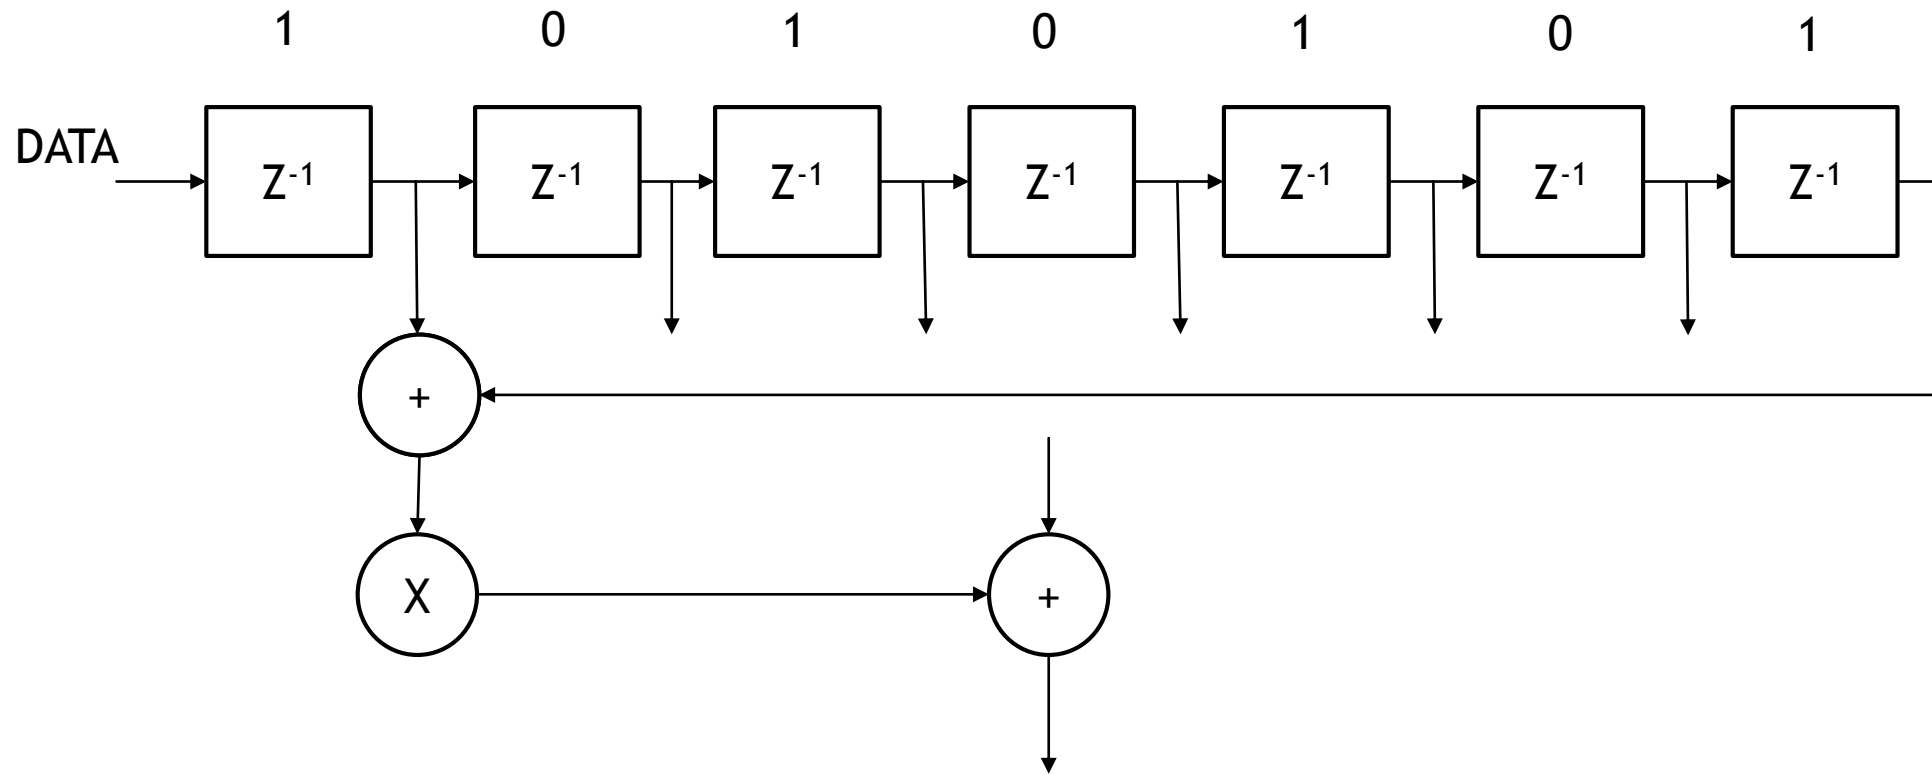 1 0 1 0 1 0 1
DATA
Z⁻¹ Z⁻¹ Z⁻¹ Z⁻¹ Z⁻¹ Z⁻¹ Z⁻¹
+
X +